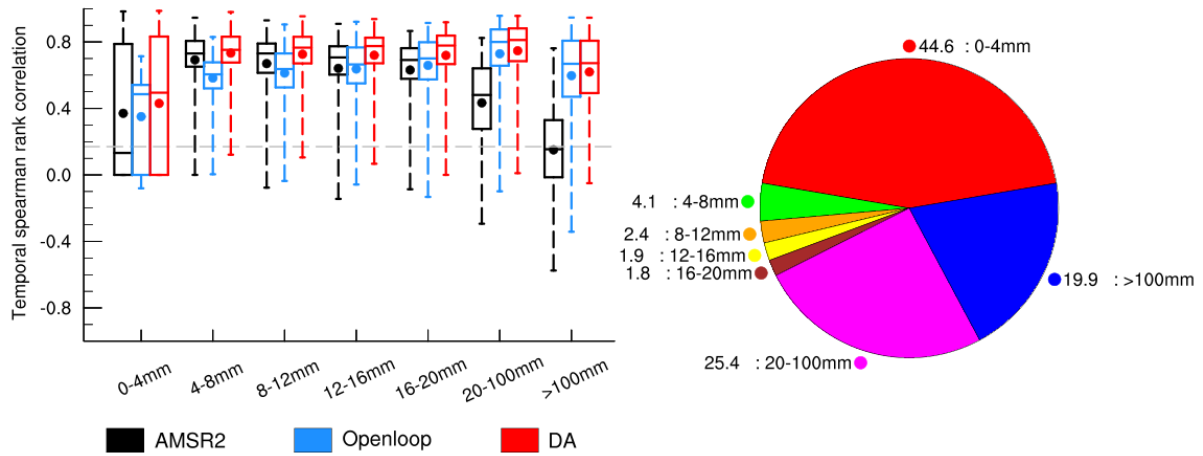 Temporal spearman rank correlation
0.8
0.4
0.0
-0.4
-0.8
0-4mm
4-8mm
8-12mm
12-16mm
16-20mm
20-100mm
>100mm
AMSR2
Openloop
DA
44.6 : 0-4mm
4.1 : 4-8mm
2.4 : 8-12mm
1.9 : 12-16mm
1.8 : 16-20mm
25.4 : 20-100mm
19.9 : >100mm